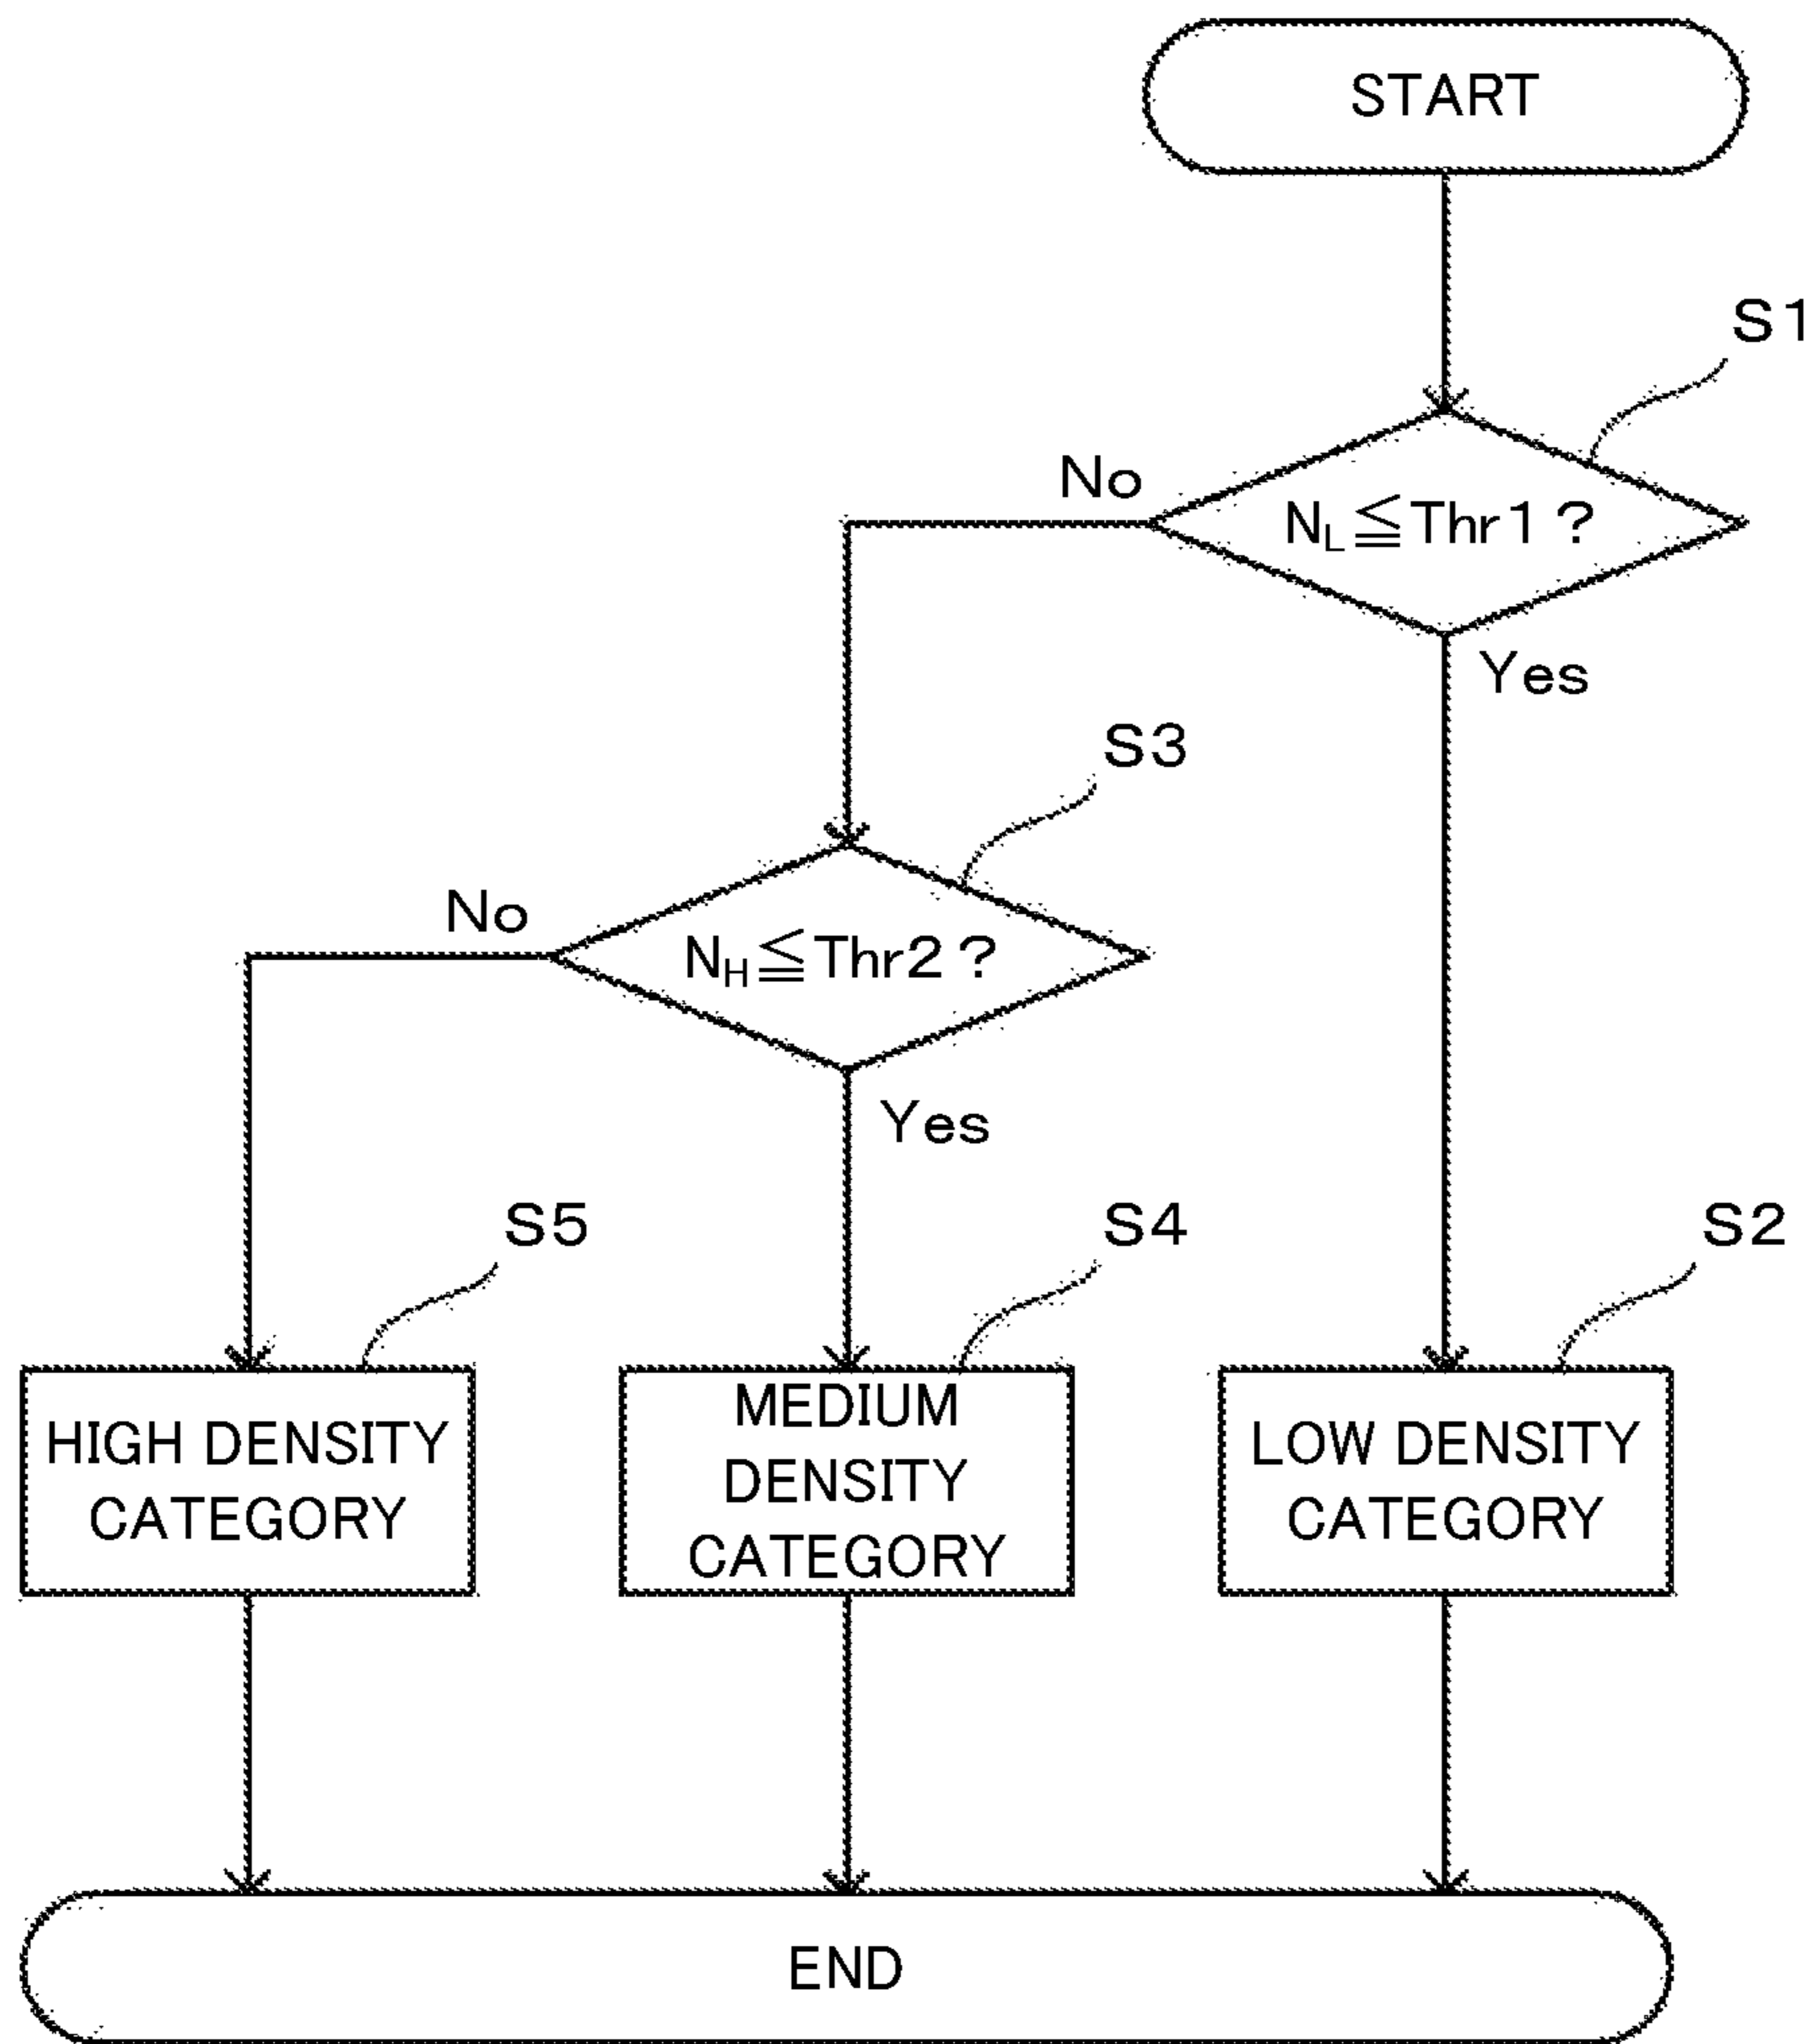 START
S1
No
N_L≦Thr1?
Yes
S3
No
N_H≦Thr2?
Yes
S5
S4
S2
HIGH DENSITY
CATEGORY
MEDIUM
DENSITY
CATEGORY
LOW DENSITY
CATEGORY
END